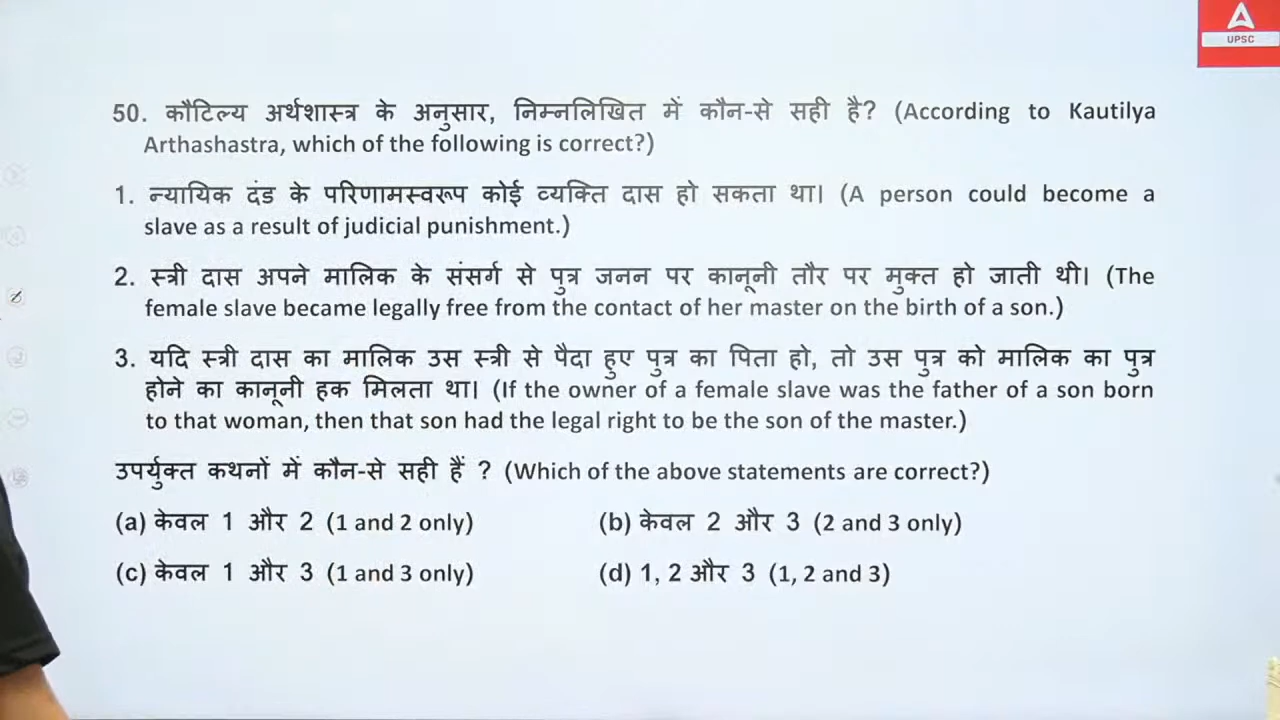 UPSC
50. कौटिल्य अर्थशास्त्र के अनुसार, निम्नलिखित में कौन-से सही है? (According to Kautilya
Arthashastra, which of the following is correct?)
1. न्यायिक दंड के परिणामस्वरूप कोई व्यक्ति दास हो सकता था। (A person could become a
slave as a result of judicial punishment.)
2. स्त्री दास अपने मालिक के संसर्ग से पुत्र जनन पर कानूनी तौर पर मुक्त हो जाती थी। (The
female slave became legally free from the contact of her master on the birth of a son.)
3. यदि स्त्री दास का मालिक उस स्त्री से पैदा हुए पुत्र का पिता हो, तो उस पुत्र को मालिक का पुत्र
होने का कानूनी हक मिलता था। (If the owner of a female slave was the father of a son born
to that woman, then that son had the legal right to be the son of the master.)
उपर्युक्त कथनों में कौन-से सही हैं ? (Which of the above statements are correct?)
(a) केवल 1 और 2 (1 and 2 only) (b) केवल 2 और 3 (2 and 3 only)
(c) केवल 1 और 3 (1 and 3 only) (d) 1, 2 और 3 (1, 2 and 3)